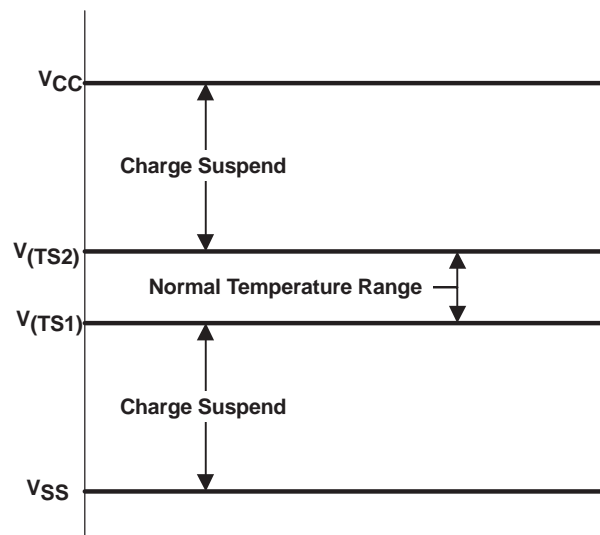 VCC
Charge Suspend
V(TS2)
Normal Temperature Range
V(TS1)
Charge Suspend
VSS